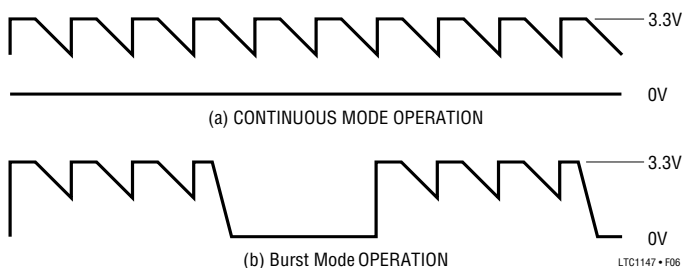 3.3V
0V
(a) CONTINUOUS MODE OPERATION
3.3V
0V
(b) Burst Mode OPERATION
LTC1147 • F06